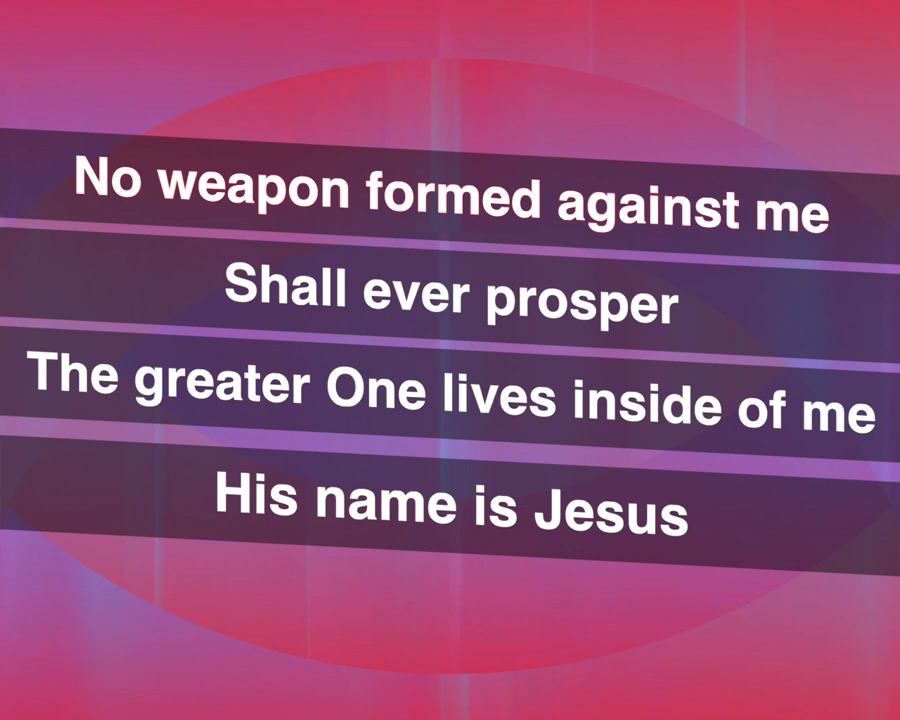 No weapon formed against me
Shall ever prosper
The greater One lives inside of me
His name is Jesus